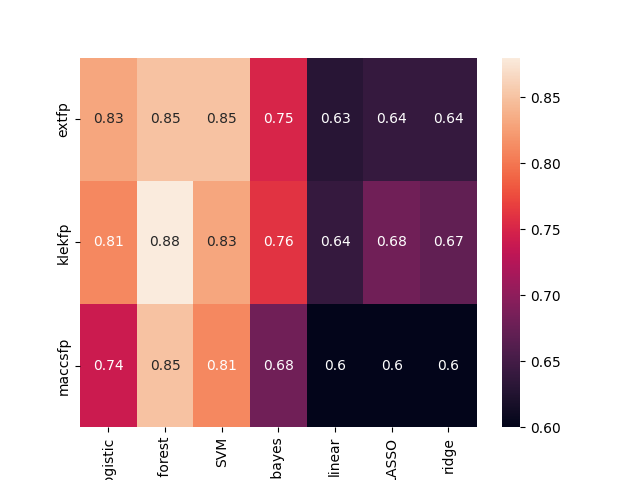 extfp 0.83 0.85 0.85 0.75 0.63 0.64 0.64
klekfp 0.81 0.88 0.83 0.76 0.64 0.68 0.67
maccsfp 0.74 0.85 0.81 0.68 0.6 0.6 0.6
ogistic forest SVM bayes linear ASSO ridge
0.85
0.80
0.75
0.70
0.65
0.60